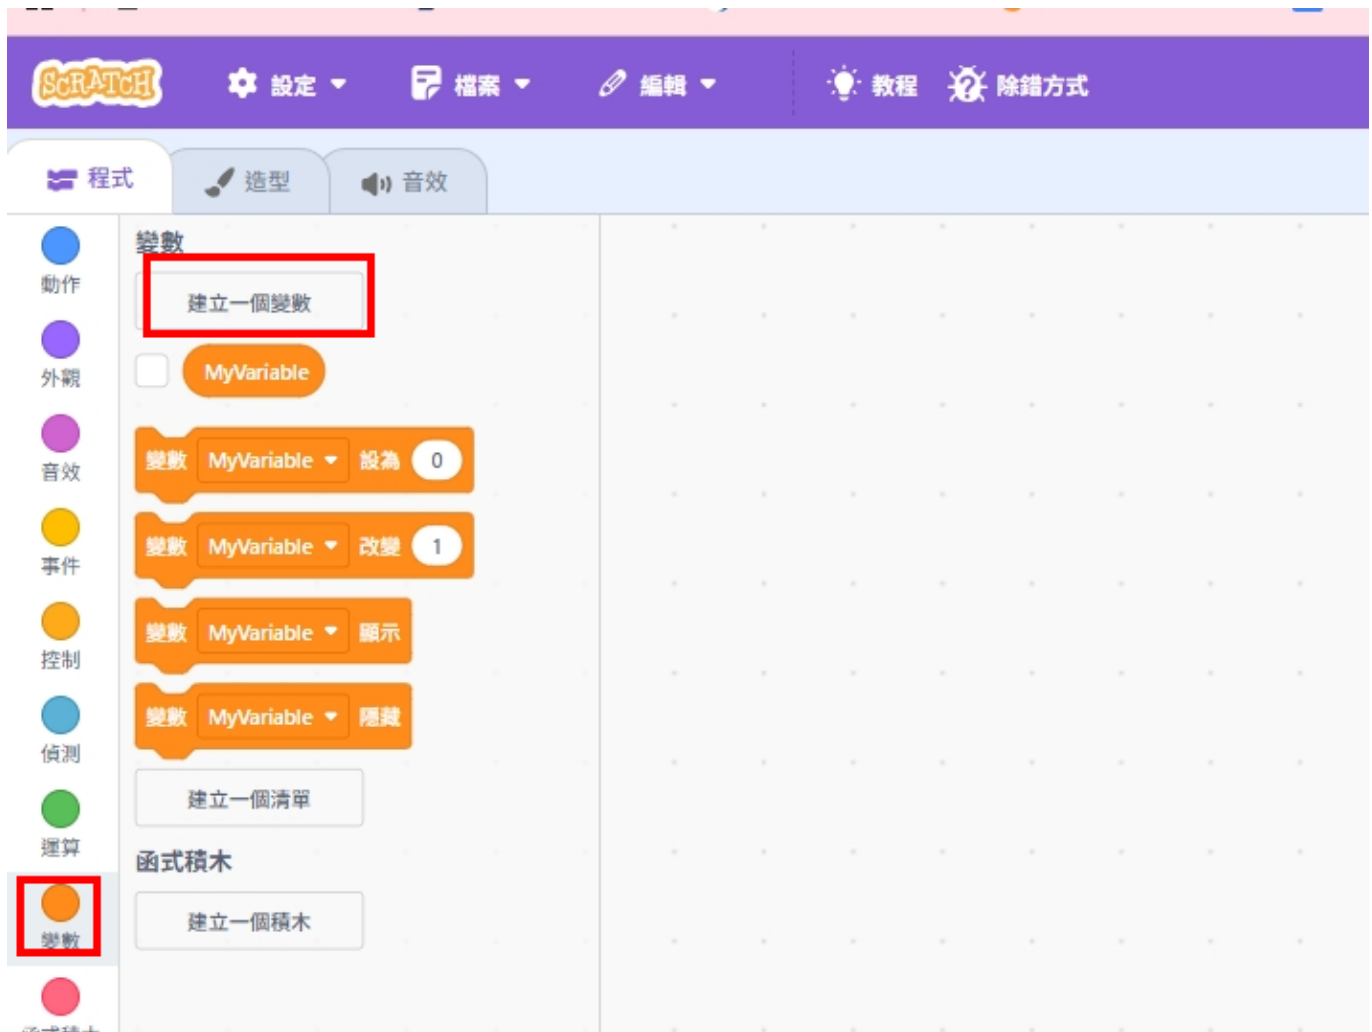 SCRATCH 設定 檔案 編輯 教程 除錯方式
程式 造型 音效
動作
外觀
音效
事件
控制
偵測
運算
變數
函式積木
變數
建立一個變數
MyVariable
變數 MyVariable 設為 0
變數 MyVariable 改變 1
變數 MyVariable 顯示
變數 MyVariable 隱藏
建立一個清單
函式積木
建立一個積木